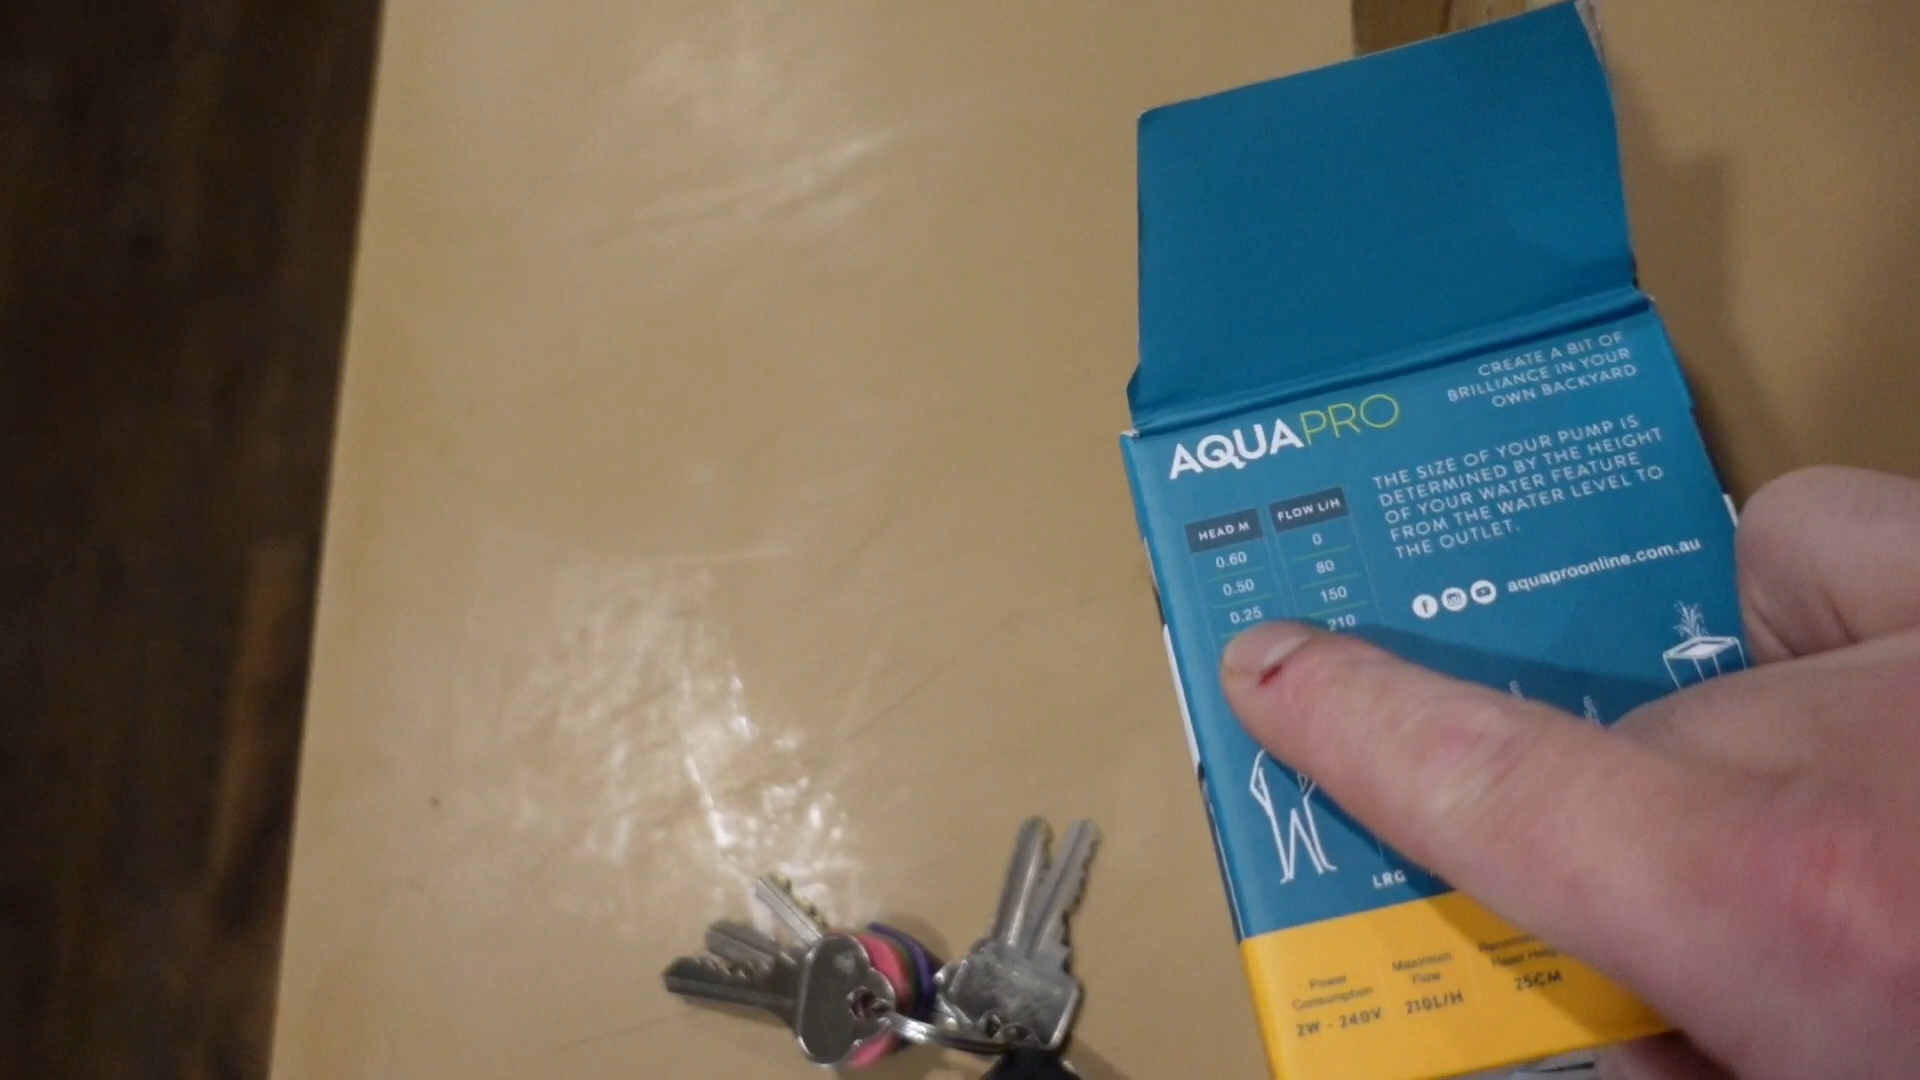 CREATE A BIT OF
BRILLIANCE IN YOUR
OWN BACKYARD
AQUAPRO
THE SIZE OF YOUR PUMP IS
DETERMINED BY THE HEIGHT
OF YOUR WATER FEATURE
FROM THE WATER LEVEL TO
THE OUTLET.
HEAD M FLOW L/H
0.60 0
0.50 80
0.25 150
210
aquaproonline.com.au
LRG
Power
Consumption
2W - 240V
Maximum
Flow
210L/H
Head
25CM